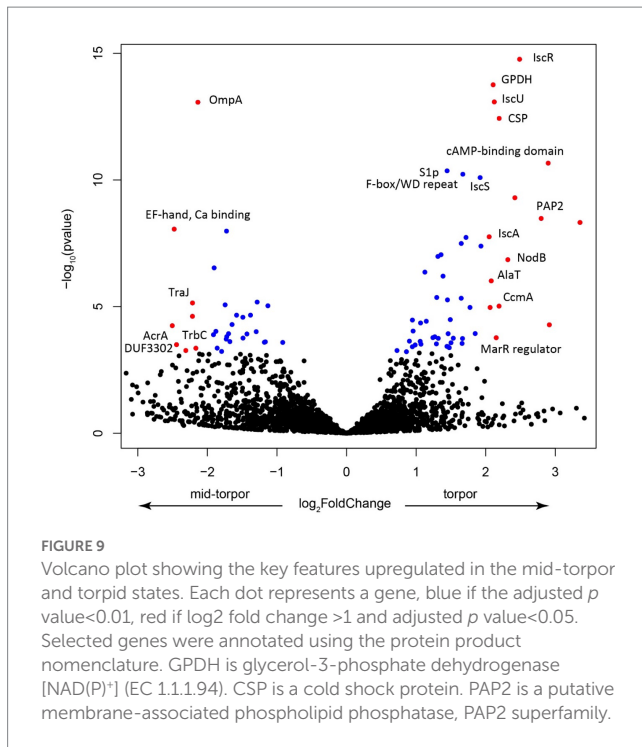 15
IscR
GPDH
OmpA
IscU
CSP
cAMP-binding domain
10
S1p
F-box/WD repeat
IscS
EF-hand, Ca binding
PAP2
IscA
NodB
AlaT
5
TraJ
CcmA
AcrA
TrbC
DUF3302
MarR regulator
0
−log10(pvalue)
−3 −2 −1 0 1 2 3
mid-torpor log2FoldChange torpor
FIGURE 9
Volcano plot showing the key features upregulated in the mid-torpor
and torpid states. Each dot represents a gene, blue if the adjusted p
value<0.01, red if log2 fold change >1 and adjusted p value<0.05.
Selected genes were annotated using the protein product
nomenclature. GPDH is glycerol-3-phosphate dehydrogenase
[NAD(P)⁺] (EC 1.1.1.94). CSP is a cold shock protein. PAP2 is a putative
membrane-associated phospholipid phosphatase, PAP2 superfamily.